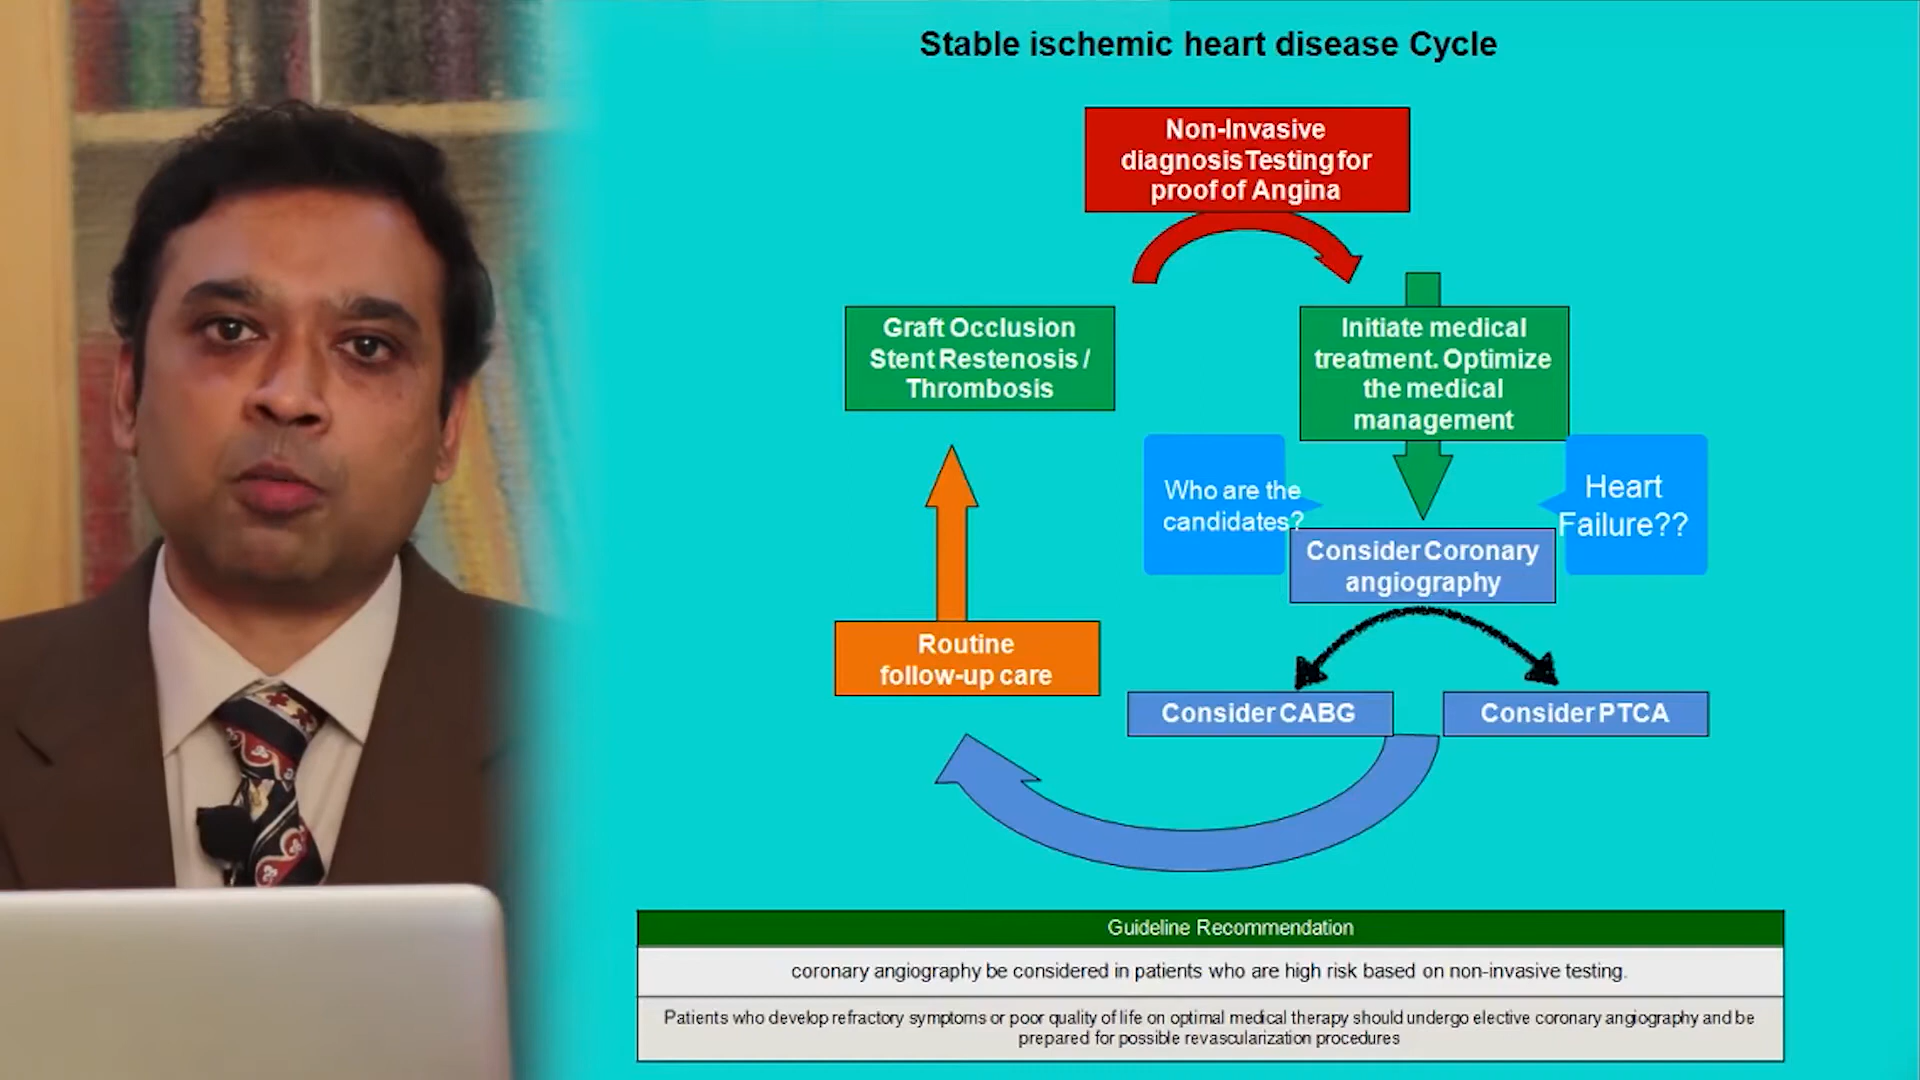 Stable ischemic heart disease Cycle
Non-Invasive
diagnosis Testing for
proof of Angina
Graft Occlusion
Stent Restenosis /
Thrombosis
Initiate medical
treatment. Optimize
the medical
management
Who are the
candidates?
Heart
Failure??
Consider Coronary
angiography
Routine
follow-up care
Consider CABG
Consider PTCA
Guideline Recommendation
coronary angiography be considered in patients who are high risk based on non-invasive testing.
Patients who develop refractory symptoms or poor quality of life on optimal medical therapy should undergo elective coronary angiography and be
prepared for possible revascularization procedures